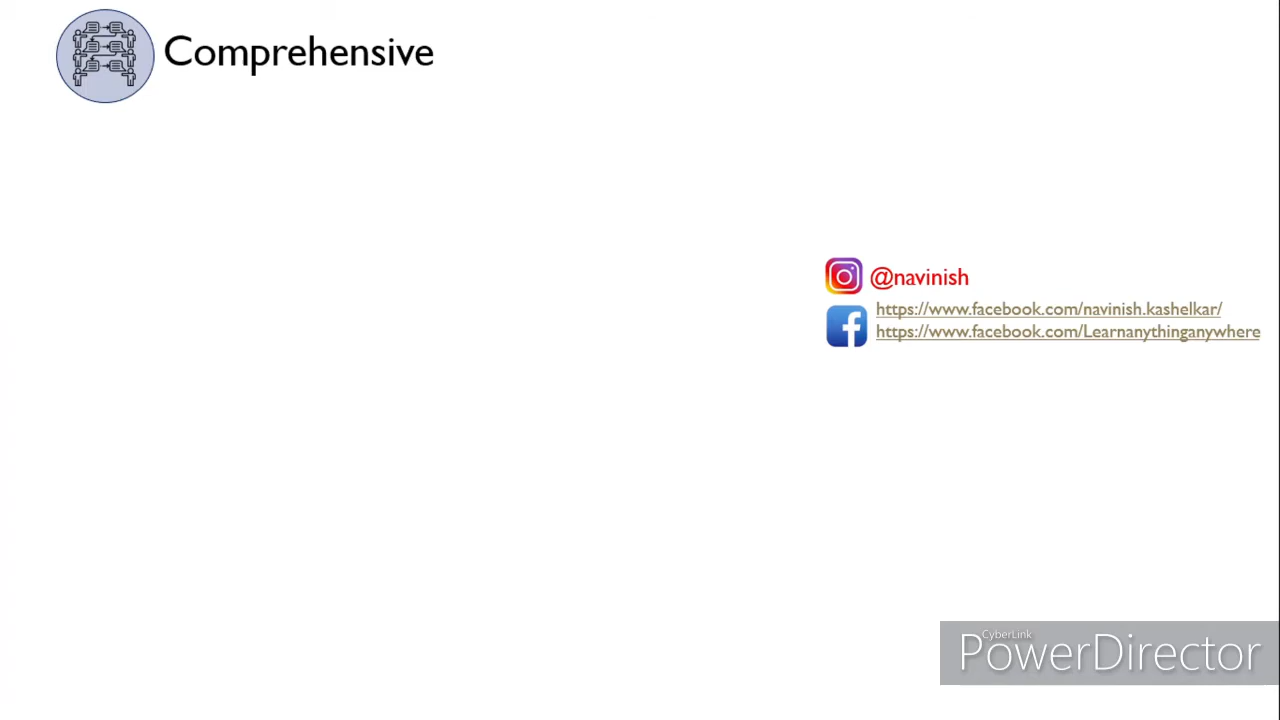 Comprehensive
@navinish
https://www.facebook.com/navinish.kashelkar/
https://www.facebook.com/Learnanythinganywhere
CyberLink
PowerDirector